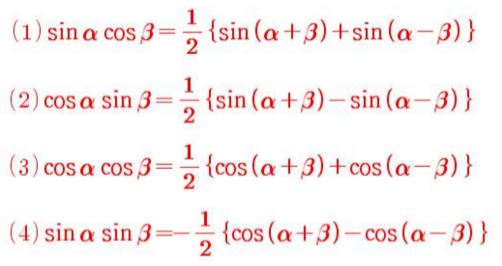 (1) sin α cos β = 1/2 {sin(α+β)+sin(α−β)}
(2) cos α sin β = 1/2 {sin(α+β)−sin(α−β)}
(3) cos α cos β = 1/2 {cos(α+β)+cos(α−β)}
(4) sin α sin β = − 1/2 {cos(α+β)−cos(α−β)}